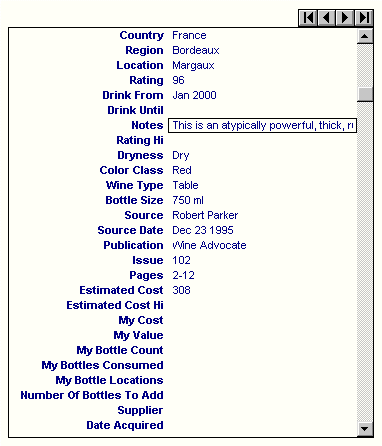 Country France
Region Bordeaux
Location Margaux
Rating 96
Drink From Jan 2000
Drink Until
Notes This is an atypically powerful, thick,
Rating Hi
Dryness Dry
Color Class Red
Wine Type Table
Bottle Size 750 ml
Source Robert Parker
Source Date Dec 23 1995
Publication Wine Advocate
Issue 102
Pages 2-12
Estimated Cost 308
Estimated Cost Hi
My Cost
My Value
My Bottle Count
My Bottles Consumed
My Bottle Locations
Number Of Bottles To Add
Supplier
Date Acquired